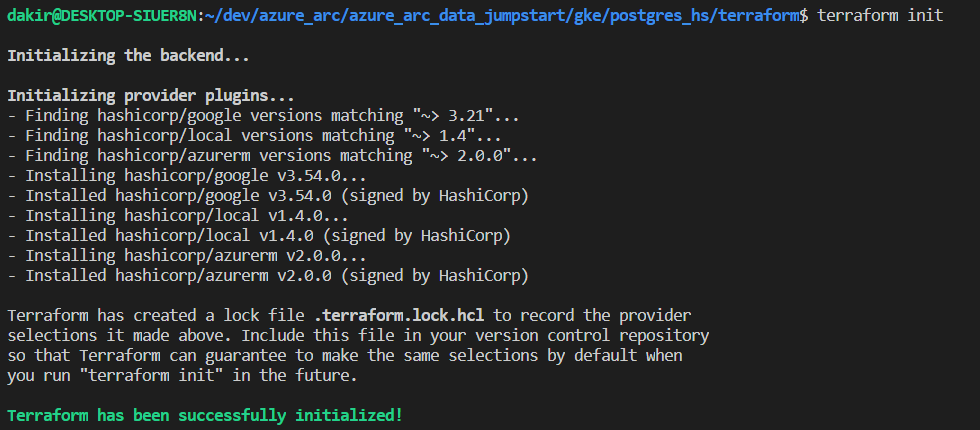 dakir@DESKTOP-SIUER8N:~/dev/azure_arc/azure_arc_data_jumpstart/gke/postgres_hs/terraform$ terraform init
Initializing the backend...
Initializing provider plugins...
- Finding hashicorp/google versions matching "~> 3.21"...
- Finding hashicorp/local versions matching "~> 1.4"...
- Finding hashicorp/azurerm versions matching "~> 2.0.0"...
- Installing hashicorp/google v3.54.0...
- Installed hashicorp/google v3.54.0 (signed by HashiCorp)
- Installing hashicorp/local v1.4.0...
- Installed hashicorp/local v1.4.0 (signed by HashiCorp)
- Installing hashicorp/azurerm v2.0.0...
- Installed hashicorp/azurerm v2.0.0 (signed by HashiCorp)
Terraform has created a lock file .terraform.lock.hcl to record the provider
selections it made above. Include this file in your version control repository
so that Terraform can guarantee to make the same selections by default when
you run "terraform init" in the future.
Terraform has been successfully initialized!